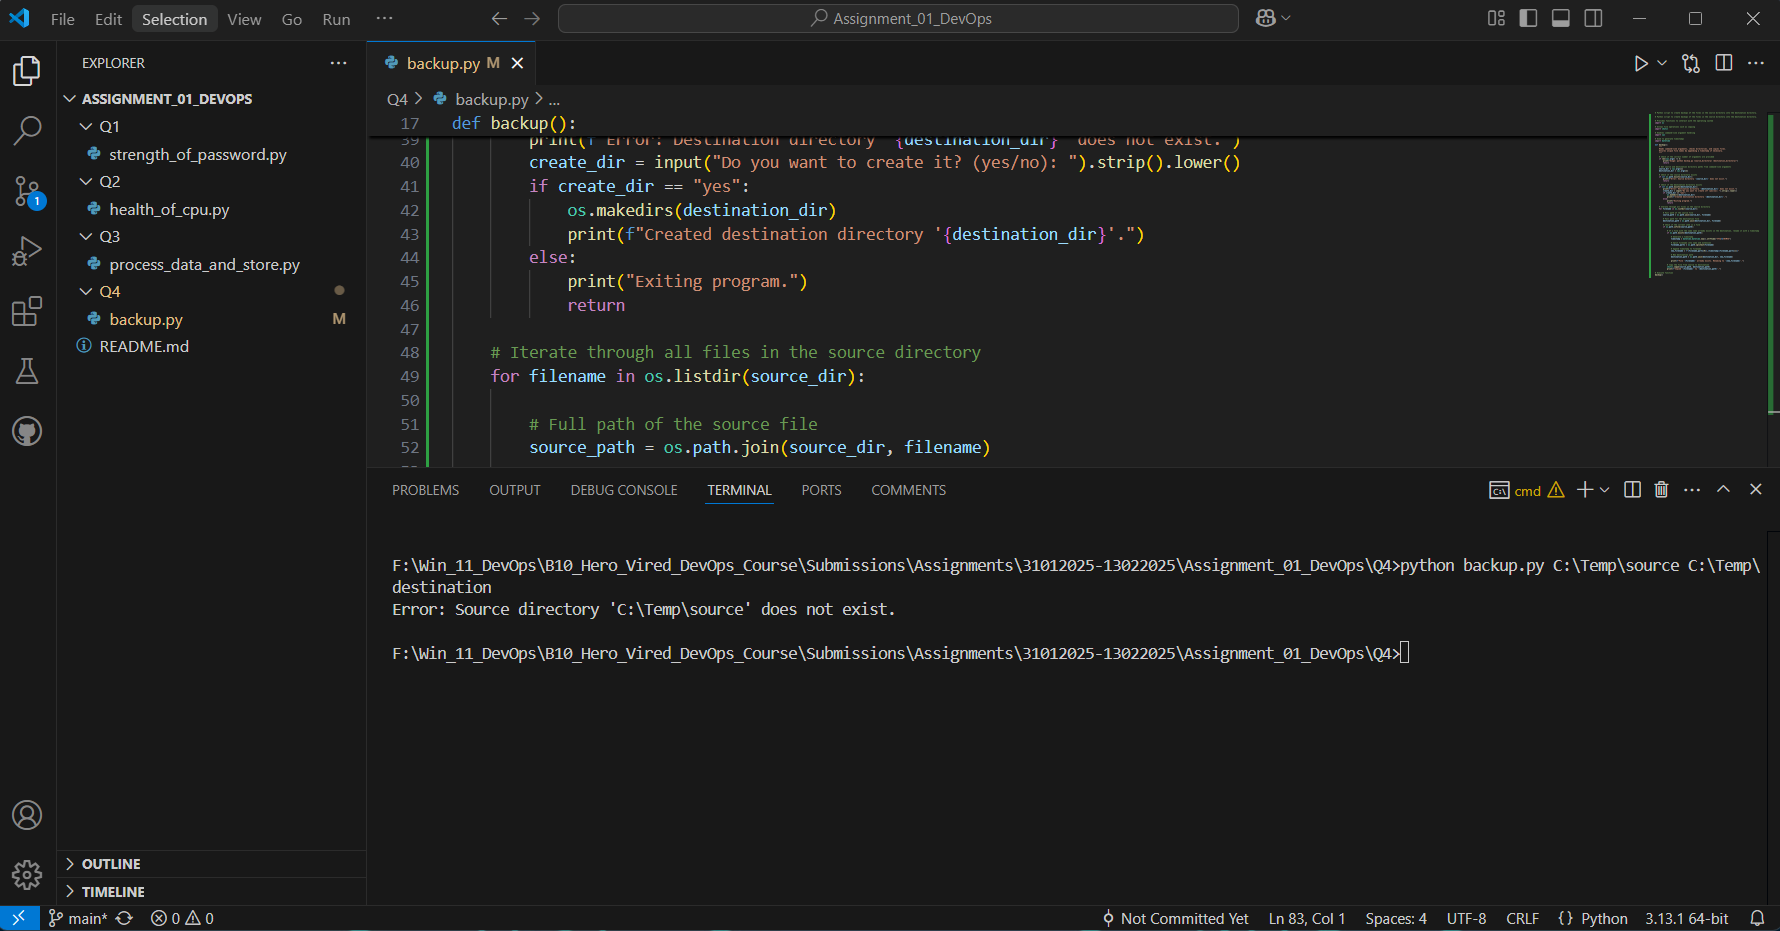 File Edit Selection View Go Run ··· Assignment_01_DevOps
EXPLORER
ASSIGNMENT_01_DEVOPS
Q1
strength_of_password.py
Q2
health_of_cpu.py
Q3
process_data_and_store.py
Q4
backup.py M
README.md
OUTLINE
TIMELINE
backup.py M
Q4 > backup.py > ...
17 def backup():
39 print(f"Error: Destination directory '{destination_dir}' does not exist.")
40 create_dir = input("Do you want to create it? (yes/no): ").strip().lower()
41 if create_dir == "yes":
42 os.makedirs(destination_dir)
43 print(f"Created destination directory '{destination_dir}'.")
44 else:
45 print("Exiting program.")
46 return
47
48 # Iterate through all files in the source directory
49 for filename in os.listdir(source_dir):
50
51 # Full path of the source file
52 source_path = os.path.join(source_dir, filename)
PROBLEMS OUTPUT DEBUG CONSOLE TERMINAL PORTS COMMENTS cmd
F:\Win_11_DevOps\B10_Hero_Vired_DevOps_Course\Submissions\Assignments\31012025-13022025\Assignment_01_DevOps\Q4>python backup.py C:\Temp\source C:\Temp\
destination
Error: Source directory 'C:\Temp\source' does not exist.
F:\Win_11_DevOps\B10_Hero_Vired_DevOps_Course\Submissions\Assignments\31012025-13022025\Assignment_01_DevOps\Q4>
main* 0 0 Not Committed Yet Ln 83, Col 1 Spaces: 4 UTF-8 CRLF {} Python 3.13.1 64-bit